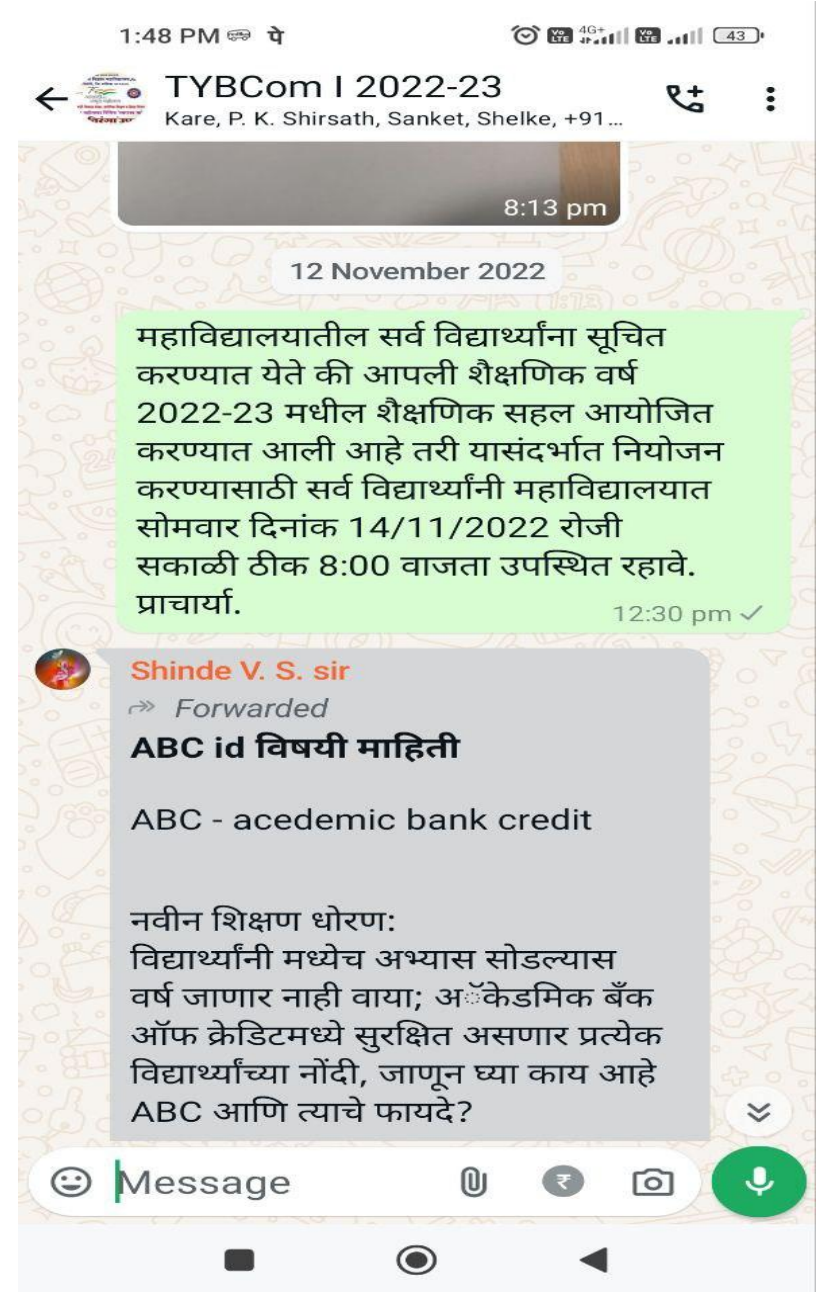 1:48 PM पे
4G+
43
TYBCom I 2022-23
Kare, P. K. Shirsath, Sanket, Shelke, +91...
8:13 pm
12 November 2022
महाविद्यालयातील सर्व विद्यार्थ्यांना सूचित
करण्यात येते की आपली शैक्षणिक वर्ष
2022-23 मधील शैक्षणिक सहल आयोजित
करण्यात आली आहे तरी यासंदर्भात नियोजन
करण्यासाठी सर्व विद्यार्थ्यांनी महाविद्यालयात
सोमवार दिनांक 14/11/2022 रोजी
सकाळी ठीक 8:00 वाजता उपस्थित रहावे.
प्राचार्या.
12:30 pm
Shinde V. S. sir
Forwarded
ABC id विषयी माहिती
ABC - acedemic bank credit
नवीन शिक्षण धोरण:
विद्यार्थ्यांनी मध्येच अभ्यास सोडल्यास
वर्ष जाणार नाही वाया; अॅकेडमिक बँक
ऑफ क्रेडिटमध्ये सुरक्षित असणार प्रत्येक
विद्यार्थ्यांच्या नोंदी, जाणून घ्या काय आहे
ABC आणि त्याचे फायदे?
Message